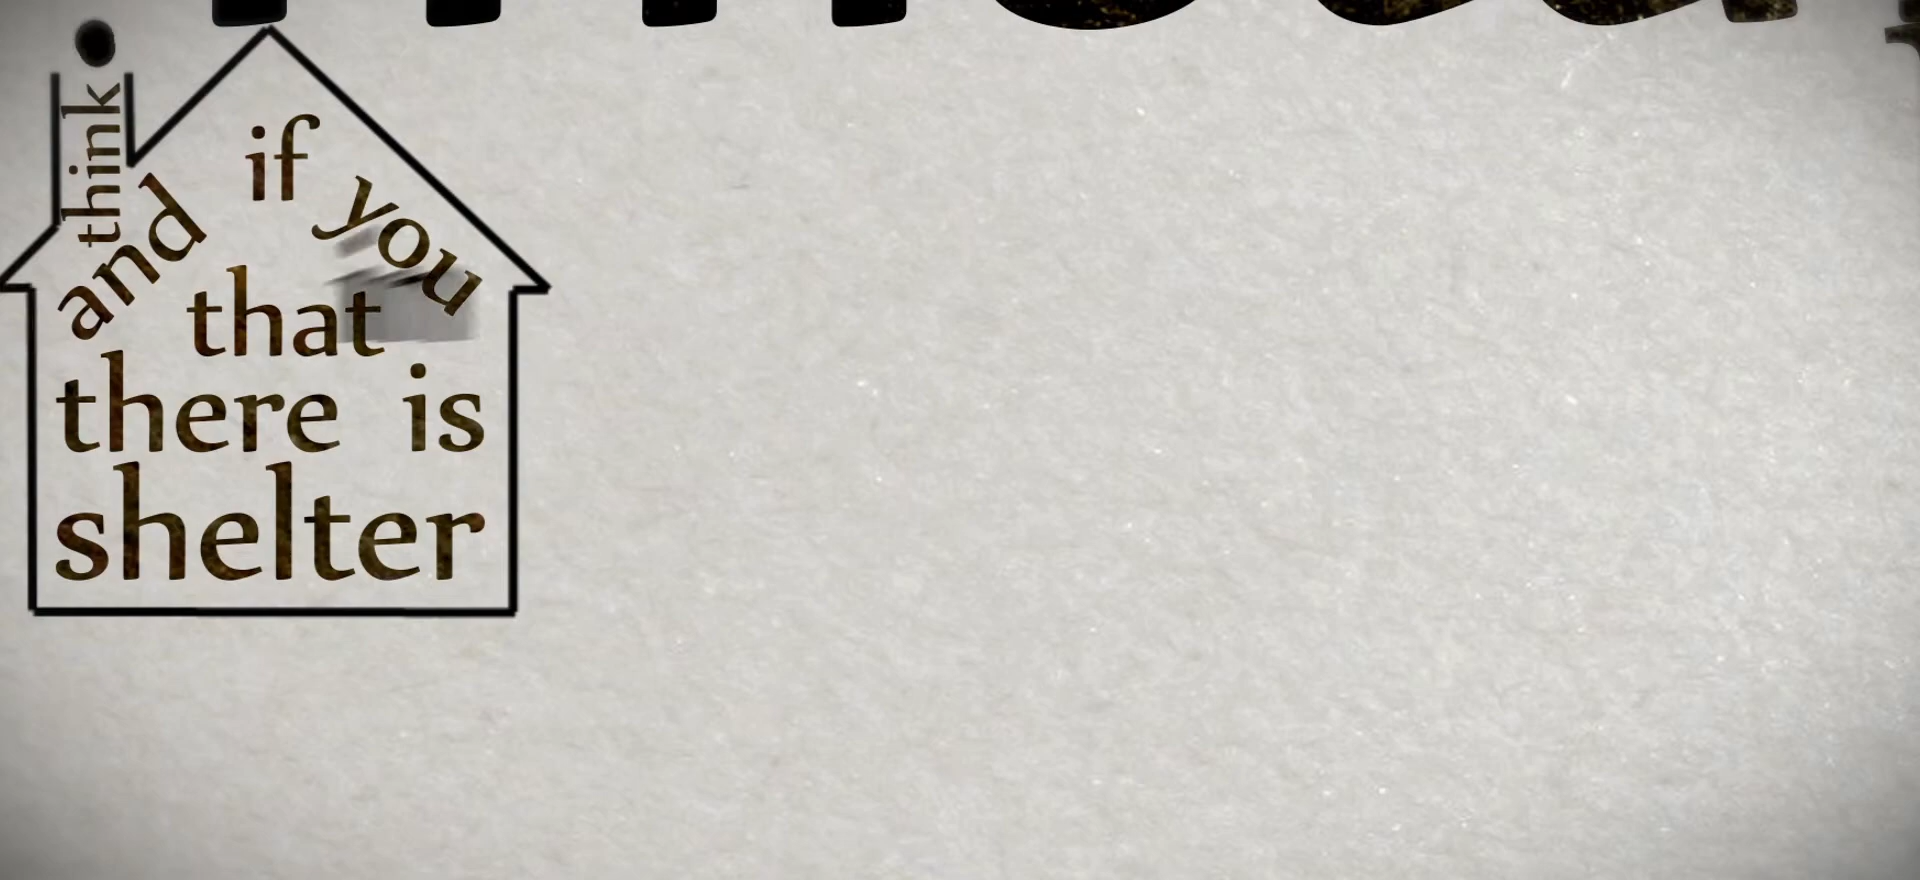 and if you
think
that
there is
shelter